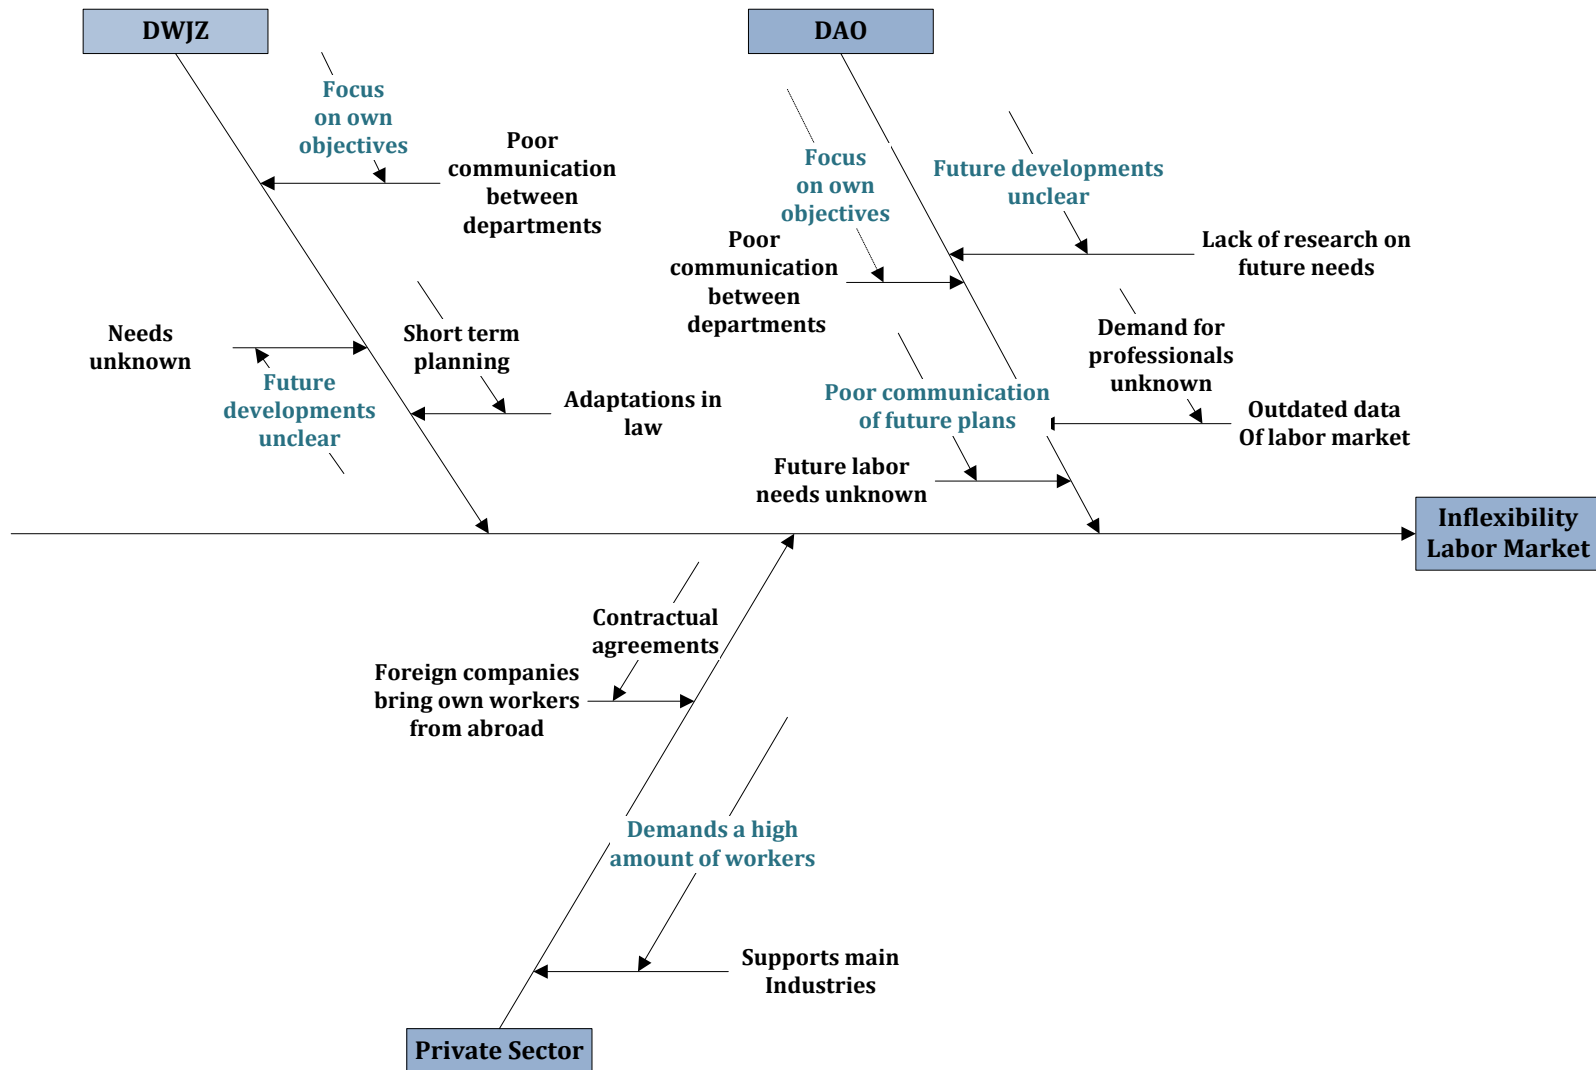 DWJZ
DAO
Focus
on own
objectives
Poor
communication
between
departments
Focus
on own
objectives
Future developments
unclear
Poor
communication
between
departments
Lack of research on
future needs
Needs
unknown
Short term
planning
Demand for
professionals
unknown
Future
developments
unclear
Adaptations in
law
Poor communication
of future plans
Outdated data
Of labor market
Future labor
needs unknown
Inflexibility
Labor Market
Contractual
agreements
Foreign companies
bring own workers
from abroad
Demands a high
amount of workers
Supports main
Industries
Private Sector